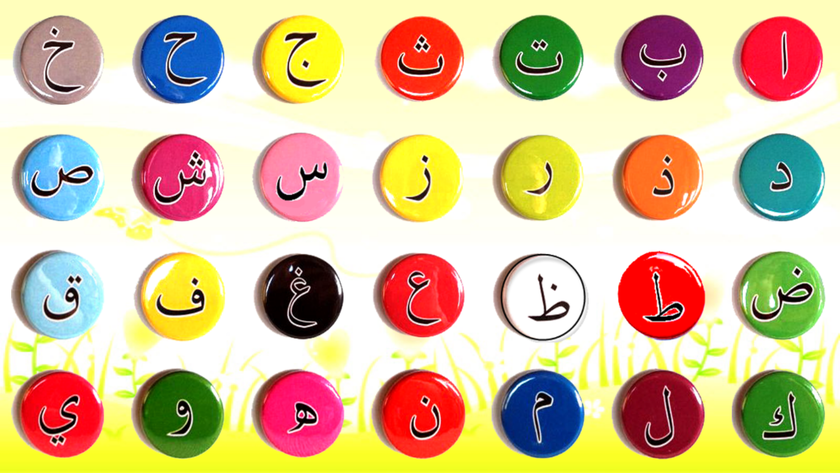 ا ب ت ث ج ح خ
د ذ ر ز س ش ص
ض ط ظ ع غ ف ق
ك ل م ن ه و ي